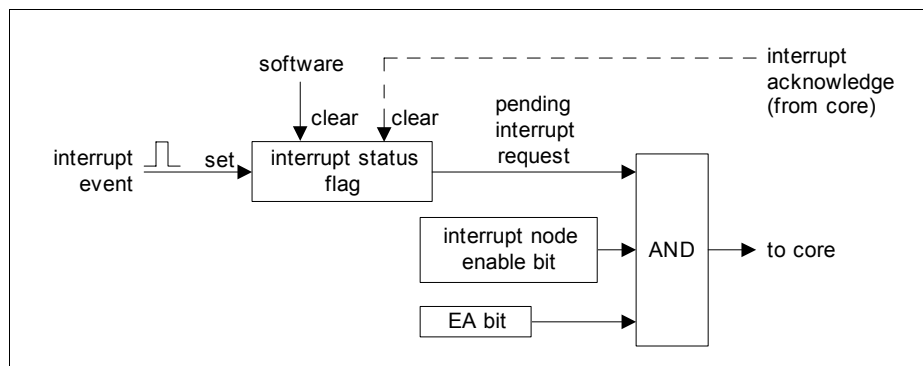 software
interrupt
acknowledge
(from core)
clear
clear
pending
interrupt
request
interrupt
event
set
interrupt status
flag
interrupt node
enable bit
AND
to core
EA bit